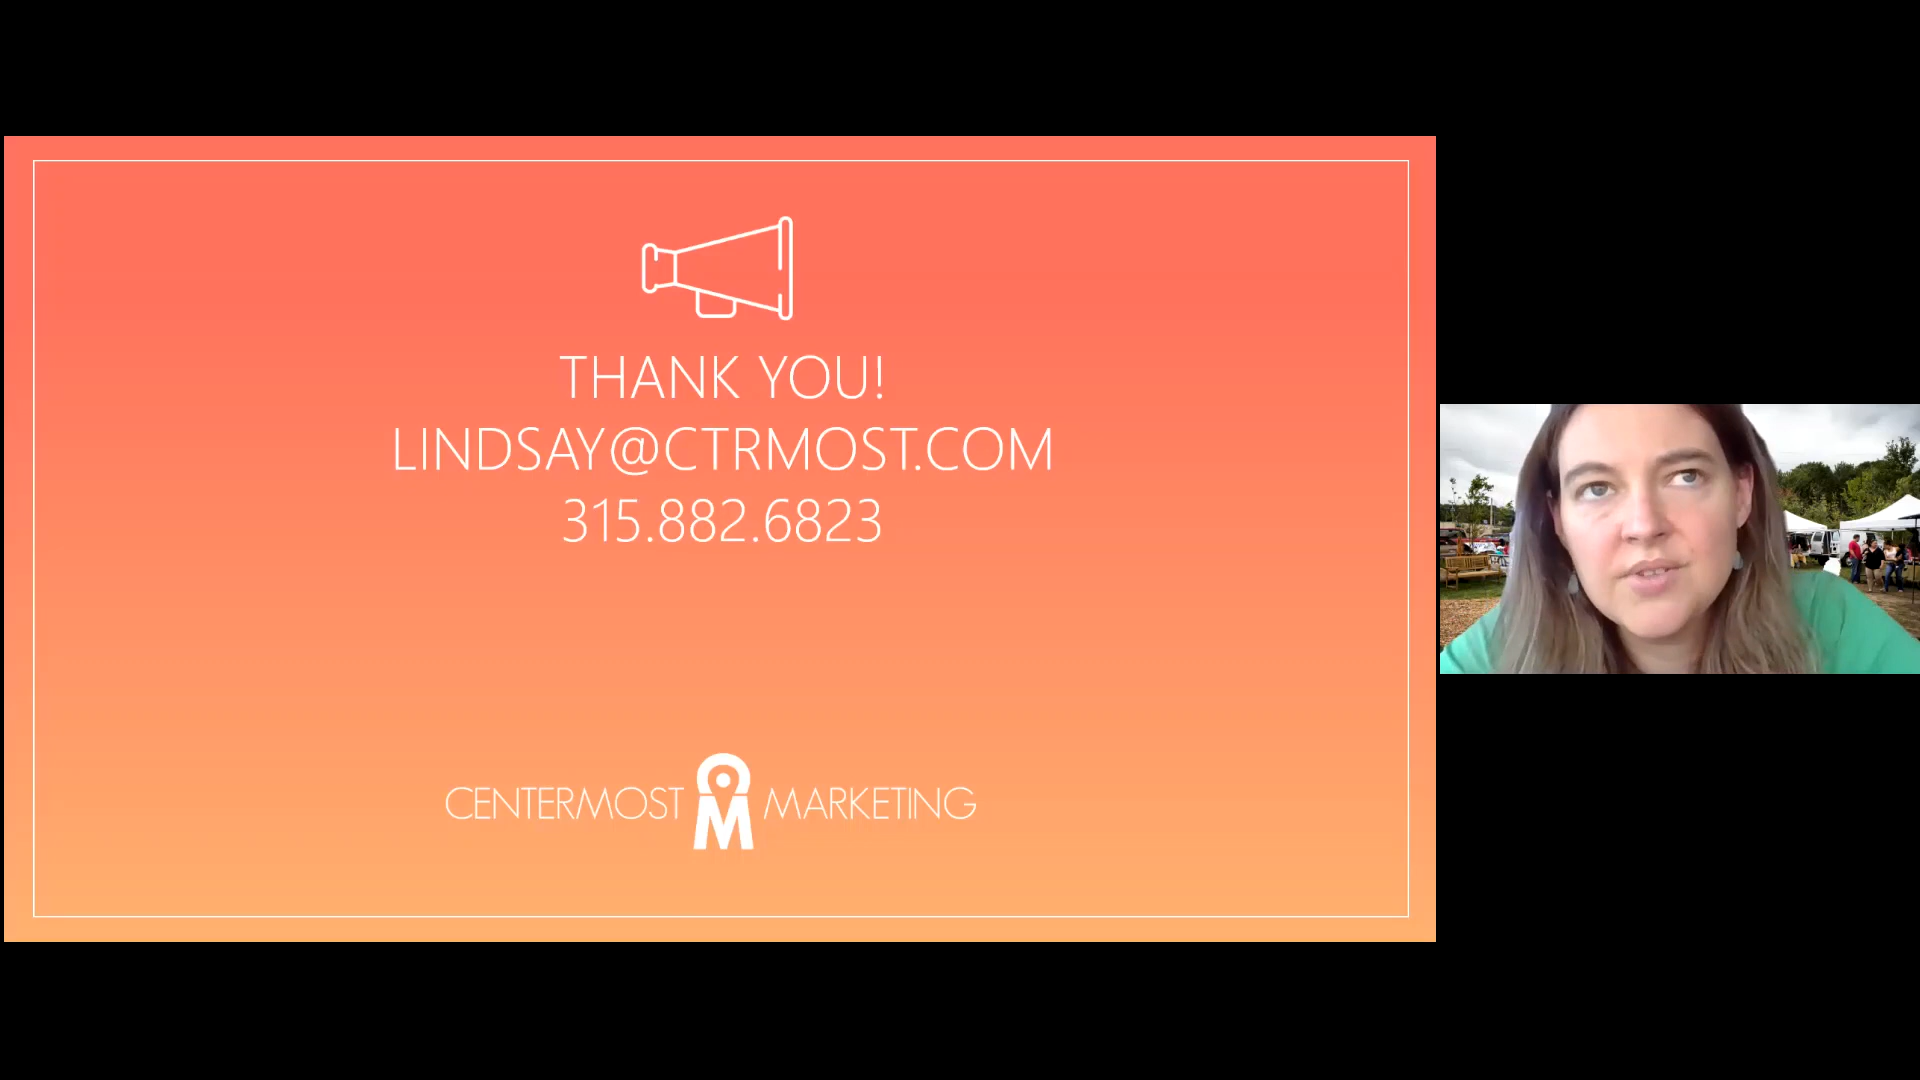 THANK YOU!
LINDSAY@CTRMOST.COM
315.882.6823
CENTERMOST M MARKETING